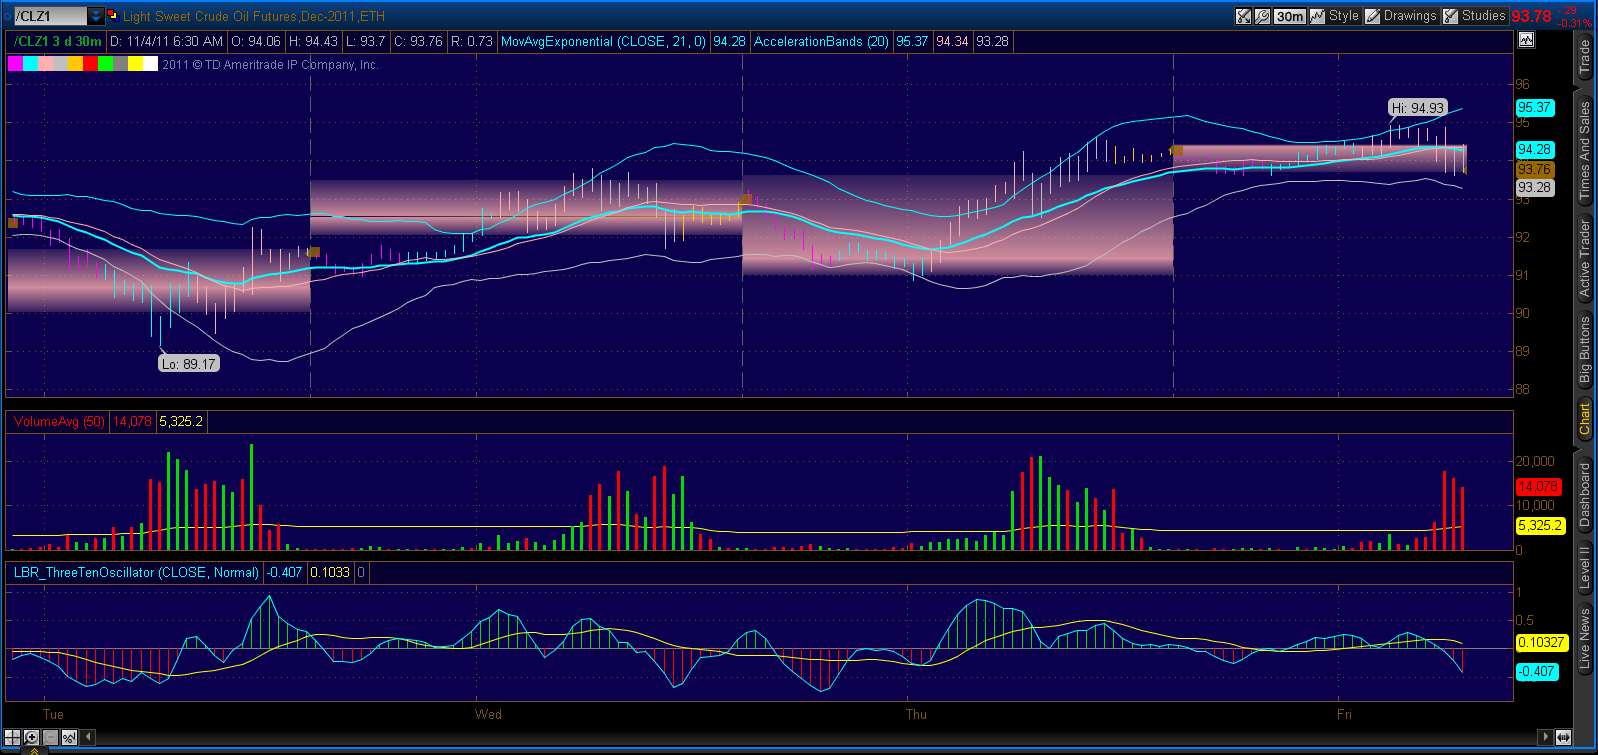 /CLZ1 Light Sweet Crude Oil Futures,Dec-2011,ETH 30m Style Drawings Studies 93.78 -.29 -0.31%
/CLZ1 3 d 30m D: 11/4/11 6:30 AM O: 94.06 H: 94.43 L: 93.7 C: 93.76 R: 0.73 MovAvgExponential (CLOSE, 21, 0) 94.28 AccelerationBands (20) 95.37 94.34 93.28
2011 © TD Ameritrade IP Company, Inc.
Hi: 94.93
Lo: 89.17
96
95.37
95
94.28
93.76
93.28
93
92
91
90
89
88
VolumeAvg (50) 14,078 5,325.2
20,000
14,078
10,000
5,325.2
0
LBR_ThreeTenOscillator (CLOSE, Normal) -0.407 0.1033 0
1
0.5
0.10327
-0.407
Tue Wed Thu Fri
Trade
Times And Sales
Active Trader
Big Buttons
Chart
Dashboard
Level II
Live News